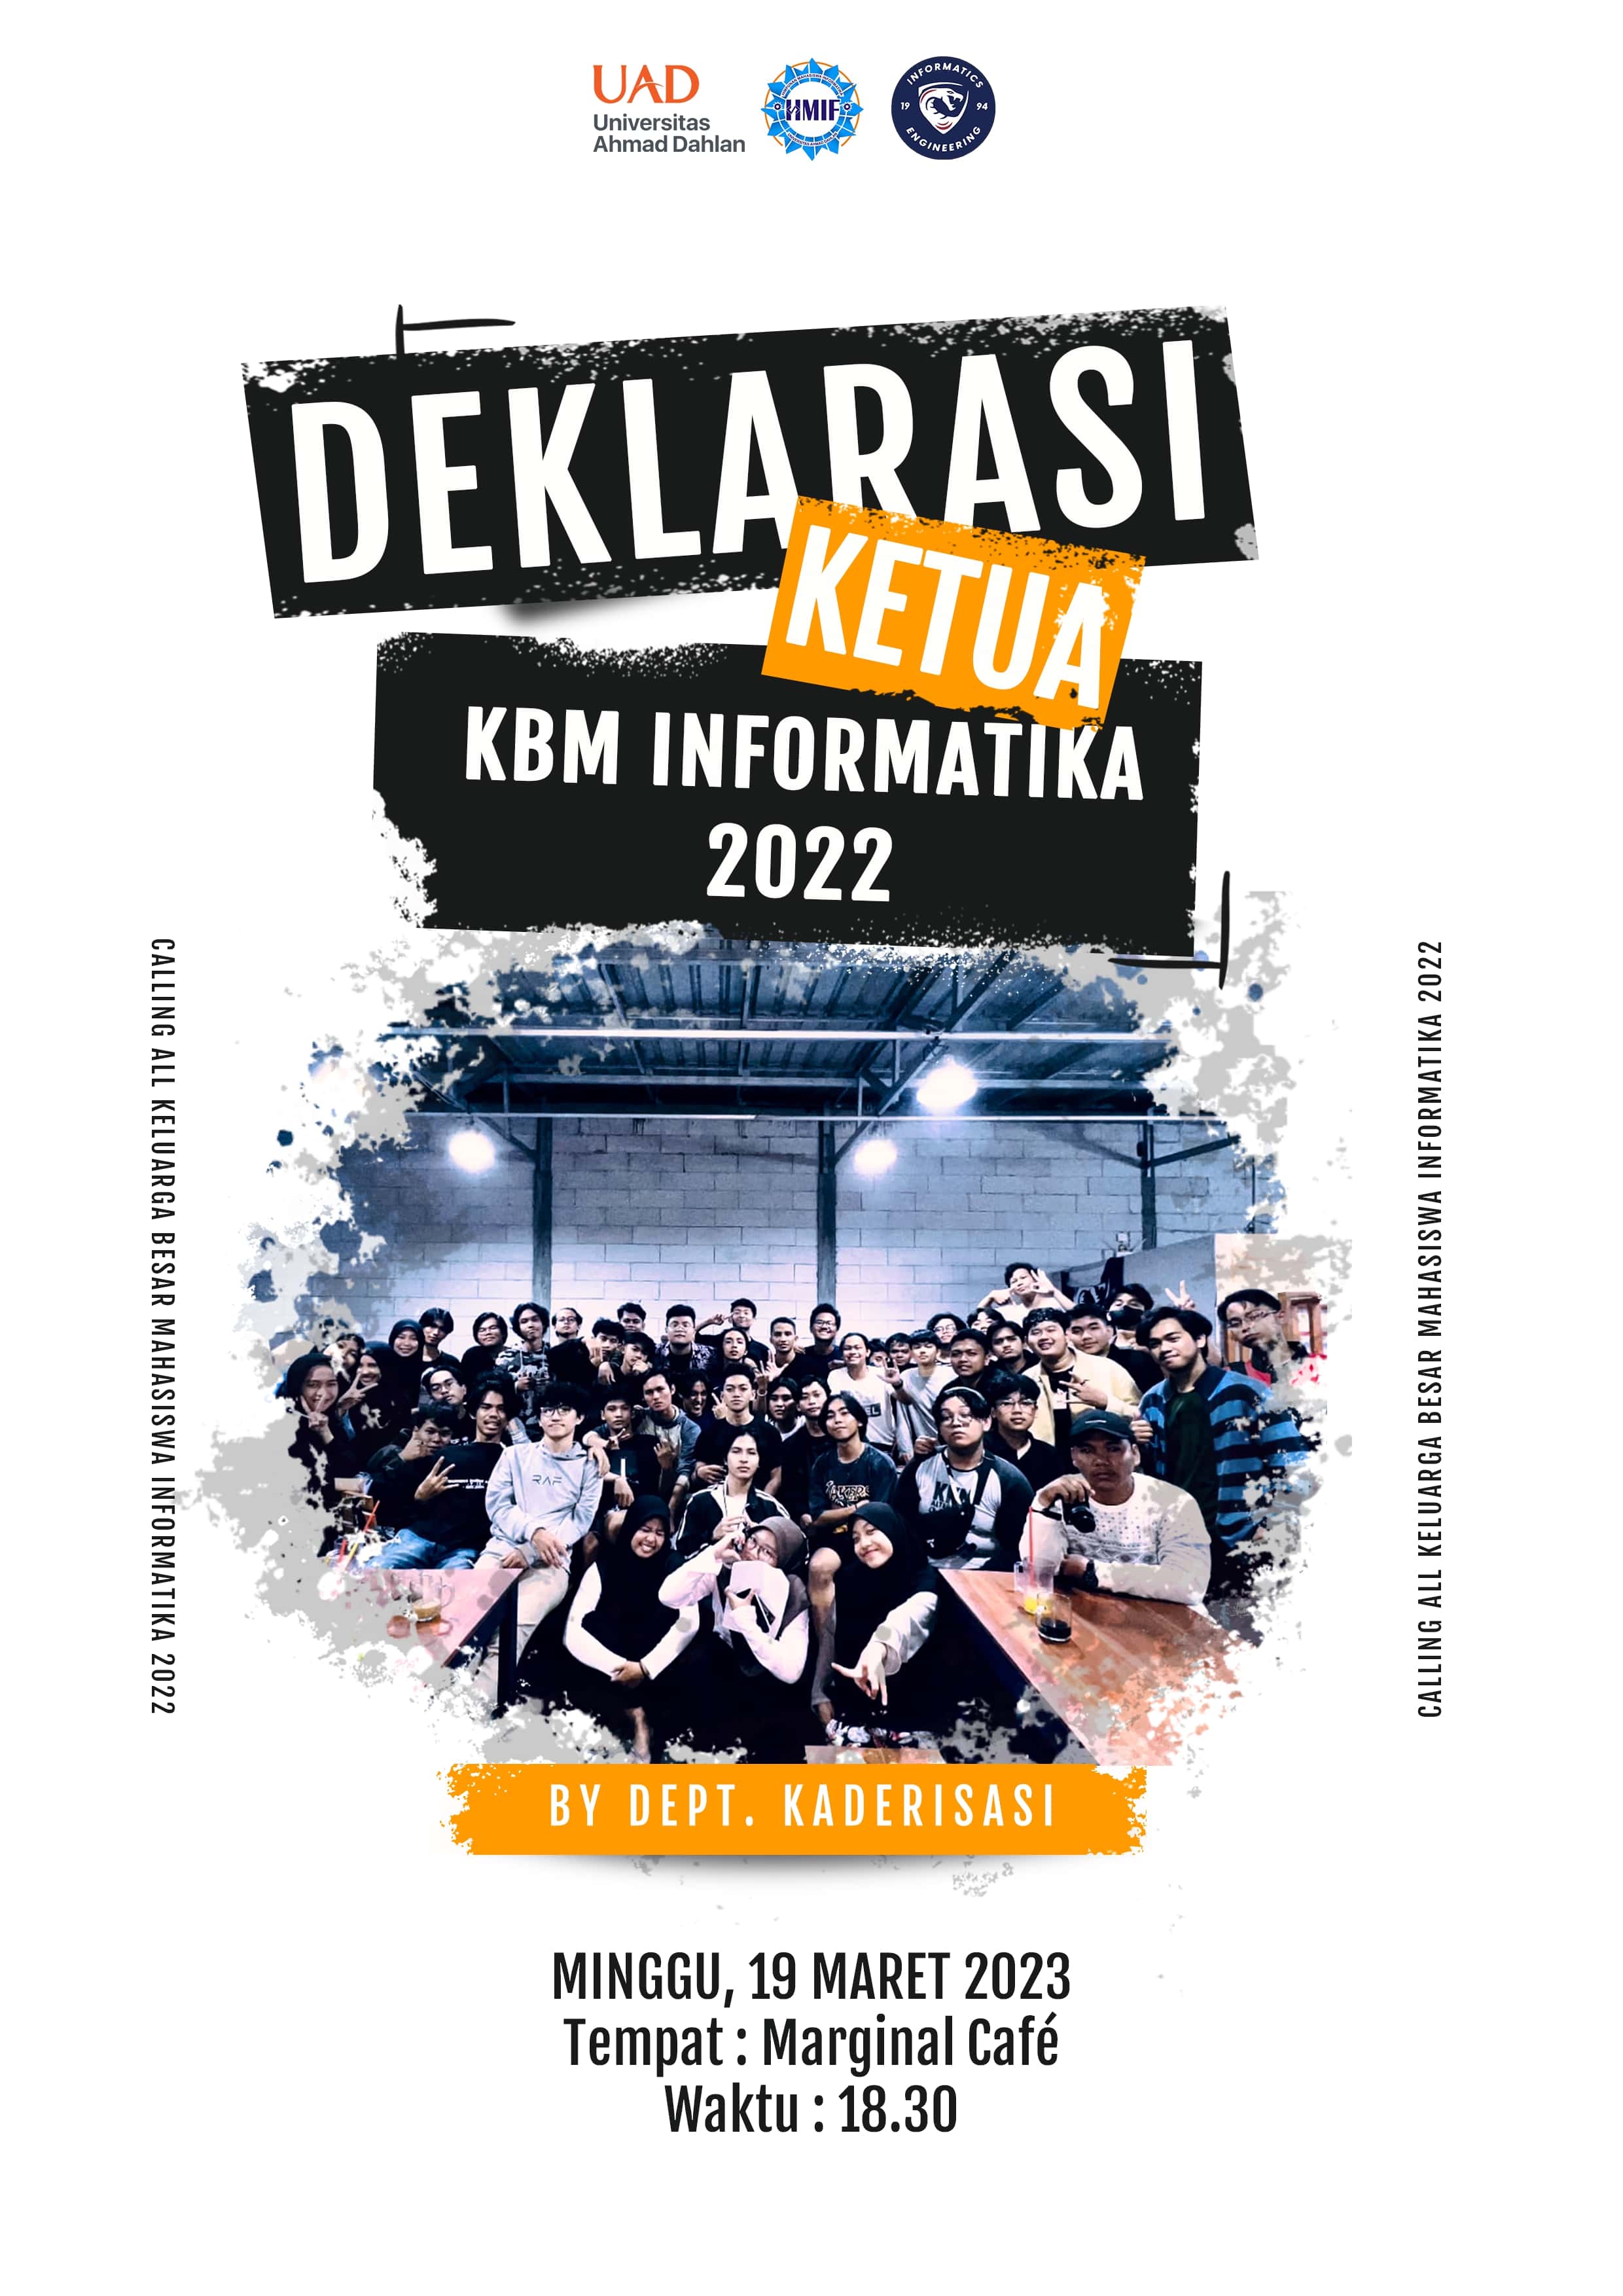 UAD
Universitas
Ahmad Dahlan
HMIF
INFORMATICS
19 94
ENGINEERING
DEKLARASI
KETUA
KBM INFORMATIKA
2022
CALLING ALL KELUARGA BESAR MAHASISWA INFORMATIKA 2022
CALLING ALL KELUARGA BESAR MAHASISWA INFORMATIKA 2022
RAF
BY DEPT. KADERISASI
MINGGU, 19 MARET 2023
Tempat : Marginal Café
Waktu : 18.30